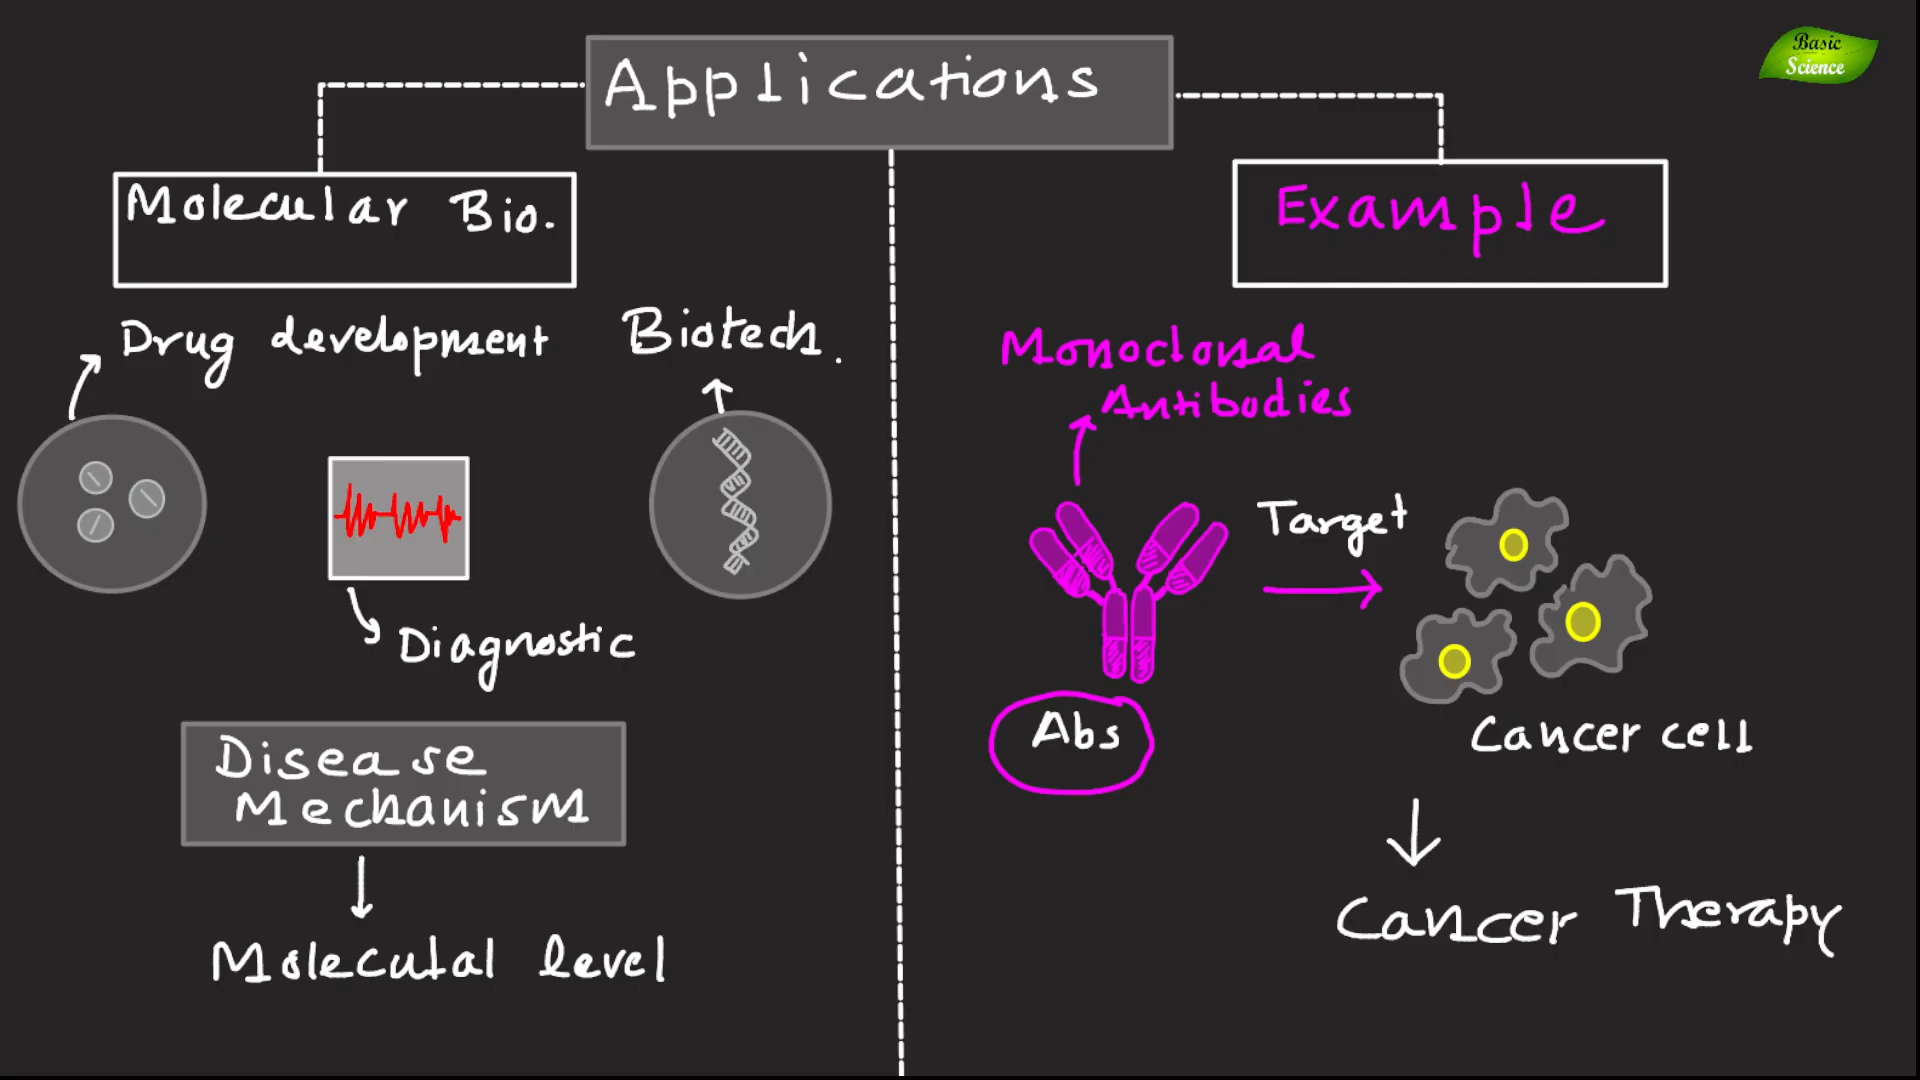 Applications
Basic
Science
Molecular Bio.
Example
Drug development
Biotech.
Monoclonal
Antibodies
Target
Diagnostic
Abs
Cancer cell
Disease
Mechanism
Cancer Therapy
Moleculal level